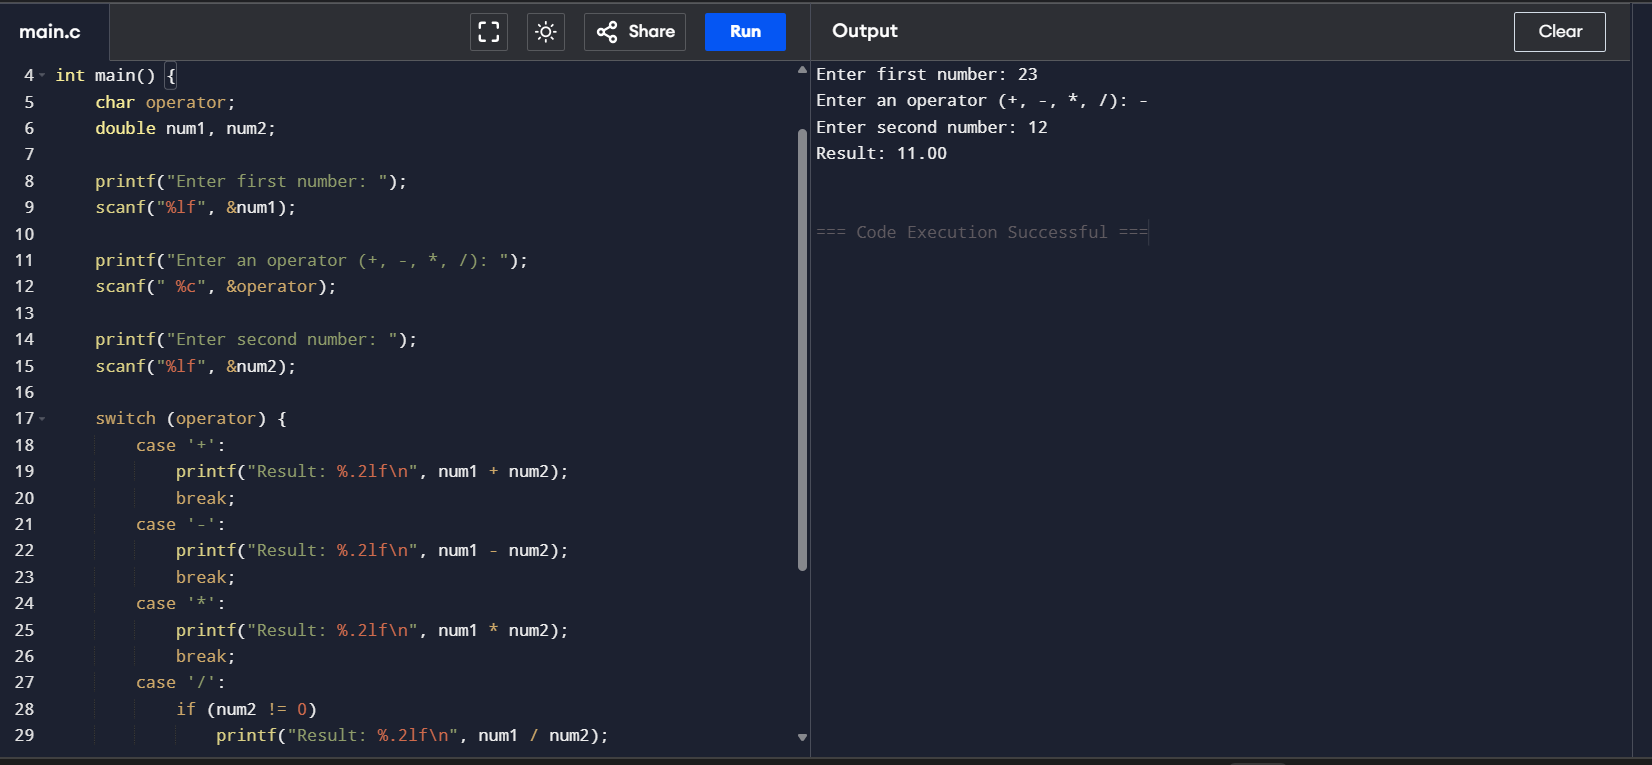 main.c
Share
Run
Output
Clear
4 int main() {
5     char operator;
6     double num1, num2;
7
8     printf("Enter first number: ");
9     scanf("%lf", &num1);
10
11     printf("Enter an operator (+, -, *, /): ");
12     scanf(" %c", &operator);
13
14     printf("Enter second number: ");
15     scanf("%lf", &num2);
16
17     switch (operator) {
18         case '+':
19             printf("Result: %.2lf\n", num1 + num2);
20             break;
21         case '-':
22             printf("Result: %.2lf\n", num1 - num2);
23             break;
24         case '*':
25             printf("Result: %.2lf\n", num1 * num2);
26             break;
27         case '/':
28             if (num2 != 0)
29                 printf("Result: %.2lf\n", num1 / num2);
Enter first number: 23
Enter an operator (+, -, *, /): -
Enter second number: 12
Result: 11.00
=== Code Execution Successful ===